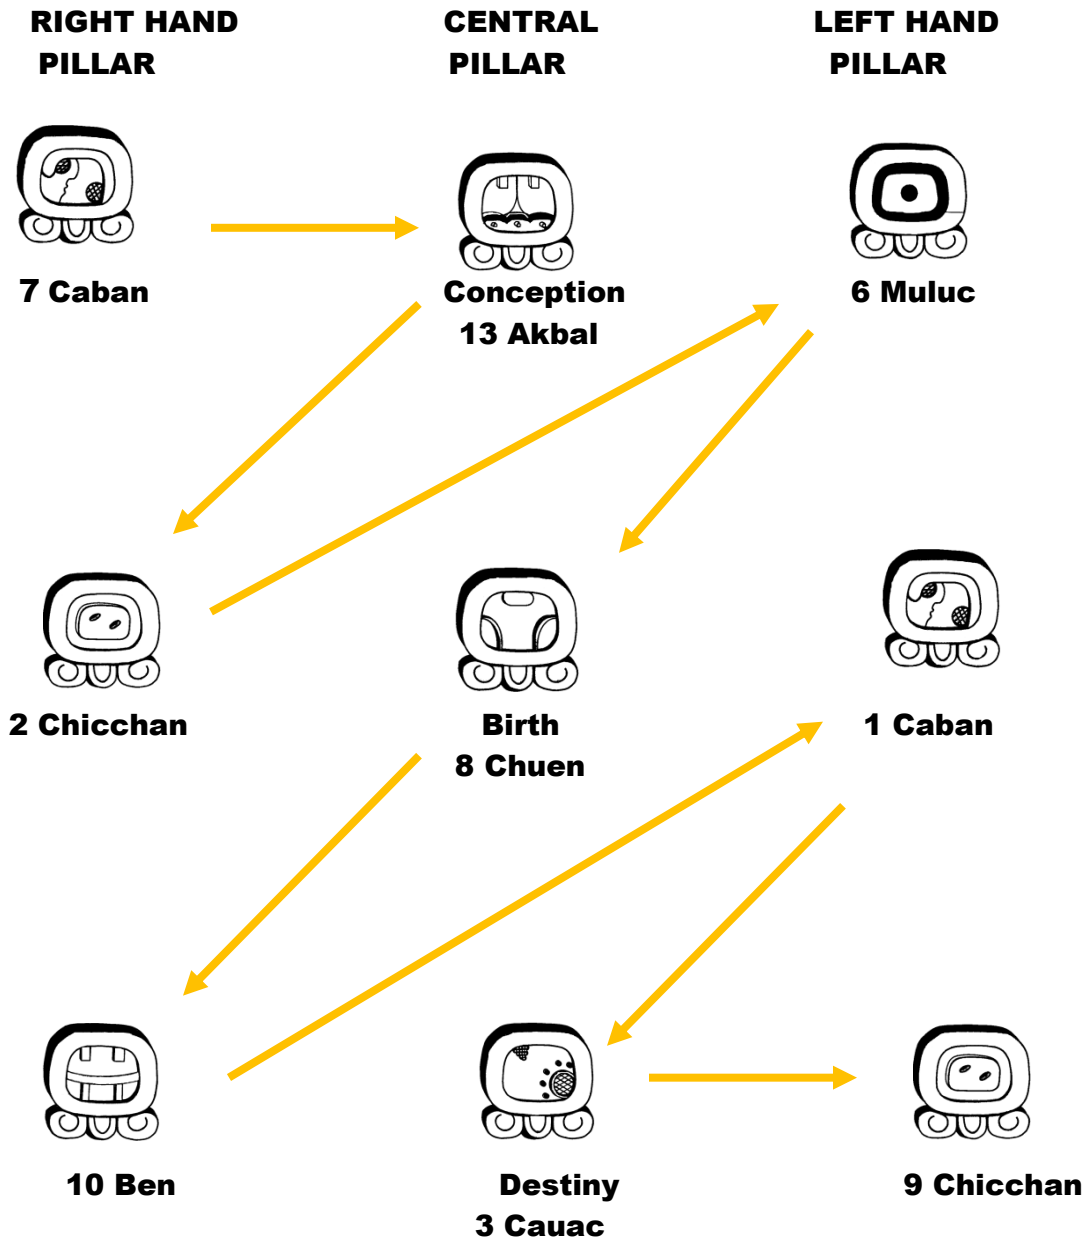 RIGHT HAND
PILLAR
CENTRAL
PILLAR
LEFT HAND
PILLAR
7 Caban
Conception
13 Akbal
6 Muluc
2 Chicchan
Birth
8 Chuen
1 Caban
10 Ben
Destiny
3 Cauac
9 Chicchan